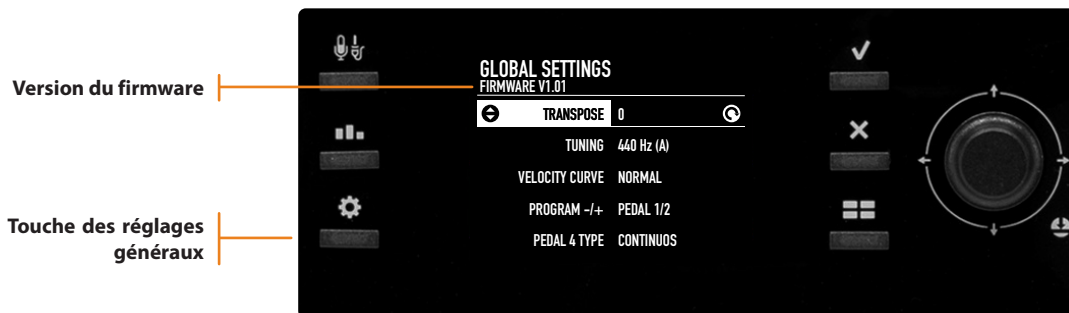 Version du firmware
Touche des réglages
généraux
GLOBAL SETTINGS
FIRMWARE V1.01
TRANSPOSE 0
TUNING 440 Hz (A)
VELOCITY CURVE NORMAL
PROGRAM -/+ PEDAL 1/2
PEDAL 4 TYPE CONTINUOS